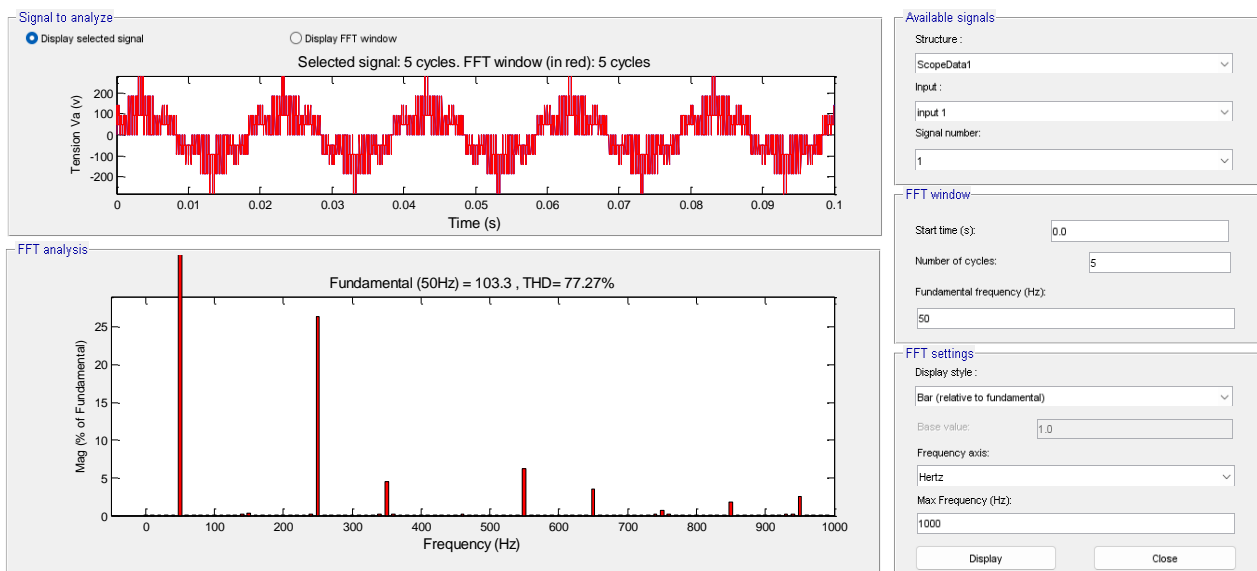 Signal to analyze
Display selected signal
Display FFT window
Selected signal: 5 cycles. FFT window (in red): 5 cycles
200
100
0
-100
-200
Tension Va (v)
0 0.01 0.02 0.03 0.04 0.05 0.06 0.07 0.08 0.09 0.1
Time (s)
FFT analysis
Fundamental (50Hz) = 103.3 , THD= 77.27%
25
20
15
10
5
0
Mag (% of Fundamental)
0 100 200 300 400 500 600 700 800 900 1000
Frequency (Hz)
Available signals
Structure :
ScopeData1
Input :
input 1
Signal number:
1
FFT window
Start time (s):
0.0
Number of cycles:
5
Fundamental frequency (Hz):
50
FFT settings
Display style :
Bar (relative to fundamental)
Base value:
1.0
Frequency axis:
Hertz
Max Frequency (Hz):
1000
Display
Close